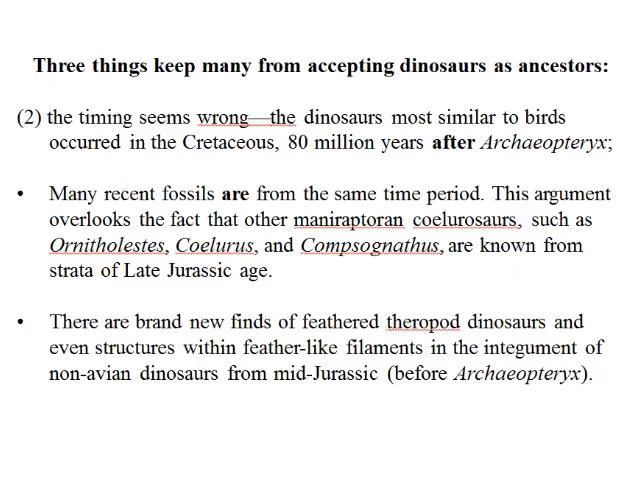 Three things keep many from accepting dinosaurs as ancestors:
(2) the timing seems wrong—the dinosaurs most similar to birds
occurred in the Cretaceous, 80 million years after Archaeopteryx;
• Many recent fossils are from the same time period. This argument
overlooks the fact that other maniraptoran coelurosaurs, such as
Ornitholestes, Coelurus, and Compsognathus, are known from
strata of Late Jurassic age.
• There are brand new finds of feathered theropod dinosaurs and
even structures within feather-like filaments in the integument of
non-avian dinosaurs from mid-Jurassic (before Archaeopteryx).